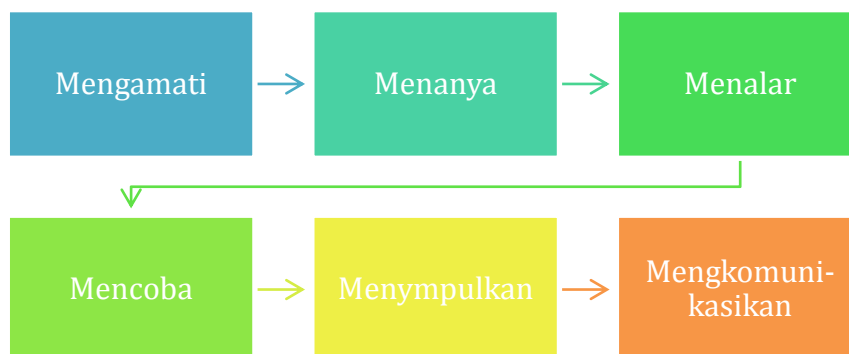 Mengamati
Menanya
Menalar
Mencoba
Menympulkan
Mengkomuni-
kasikan